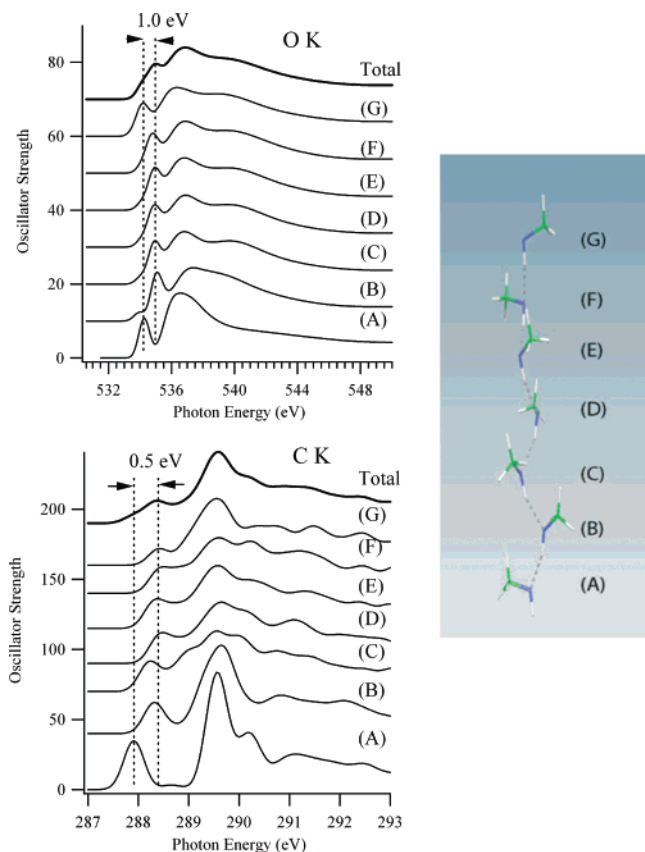 1.0 eV
O K
Total
(G)
(F)
(E)
(D)
(C)
(B)
(A)
Oscillator Strength
80
60
40
20
0
532 536 540 544 548
Photon Energy (eV)
0.5 eV
C K
Total
(G)
(F)
(E)
(D)
(C)
(B)
(A)
Oscillator Strength
200
150
100
50
0
287 288 289 290 291 292 293
Photon Energy (eV)
(G)
(F)
(E)
(D)
(C)
(B)
(A)